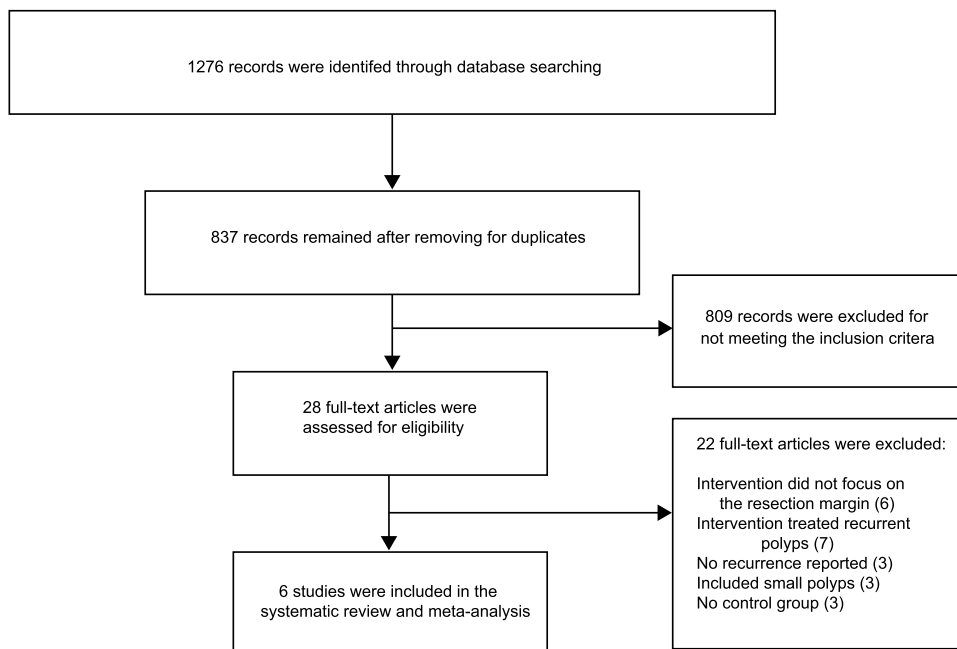 1276 records were identifed through database searching
837 records remained after removing for duplicates
809 records were excluded for
not meeting the inclusion criteria
28 full-text articles were
assessed for eligibility
22 full-text articles were excluded:
Intervention did not focus on
the resection margin (6)
Intervention treated recurrent
polyps (7)
No recurrence reported (3)
Included small polyps (3)
No control group (3)
6 studies were included in the
systematic review and meta-analysis